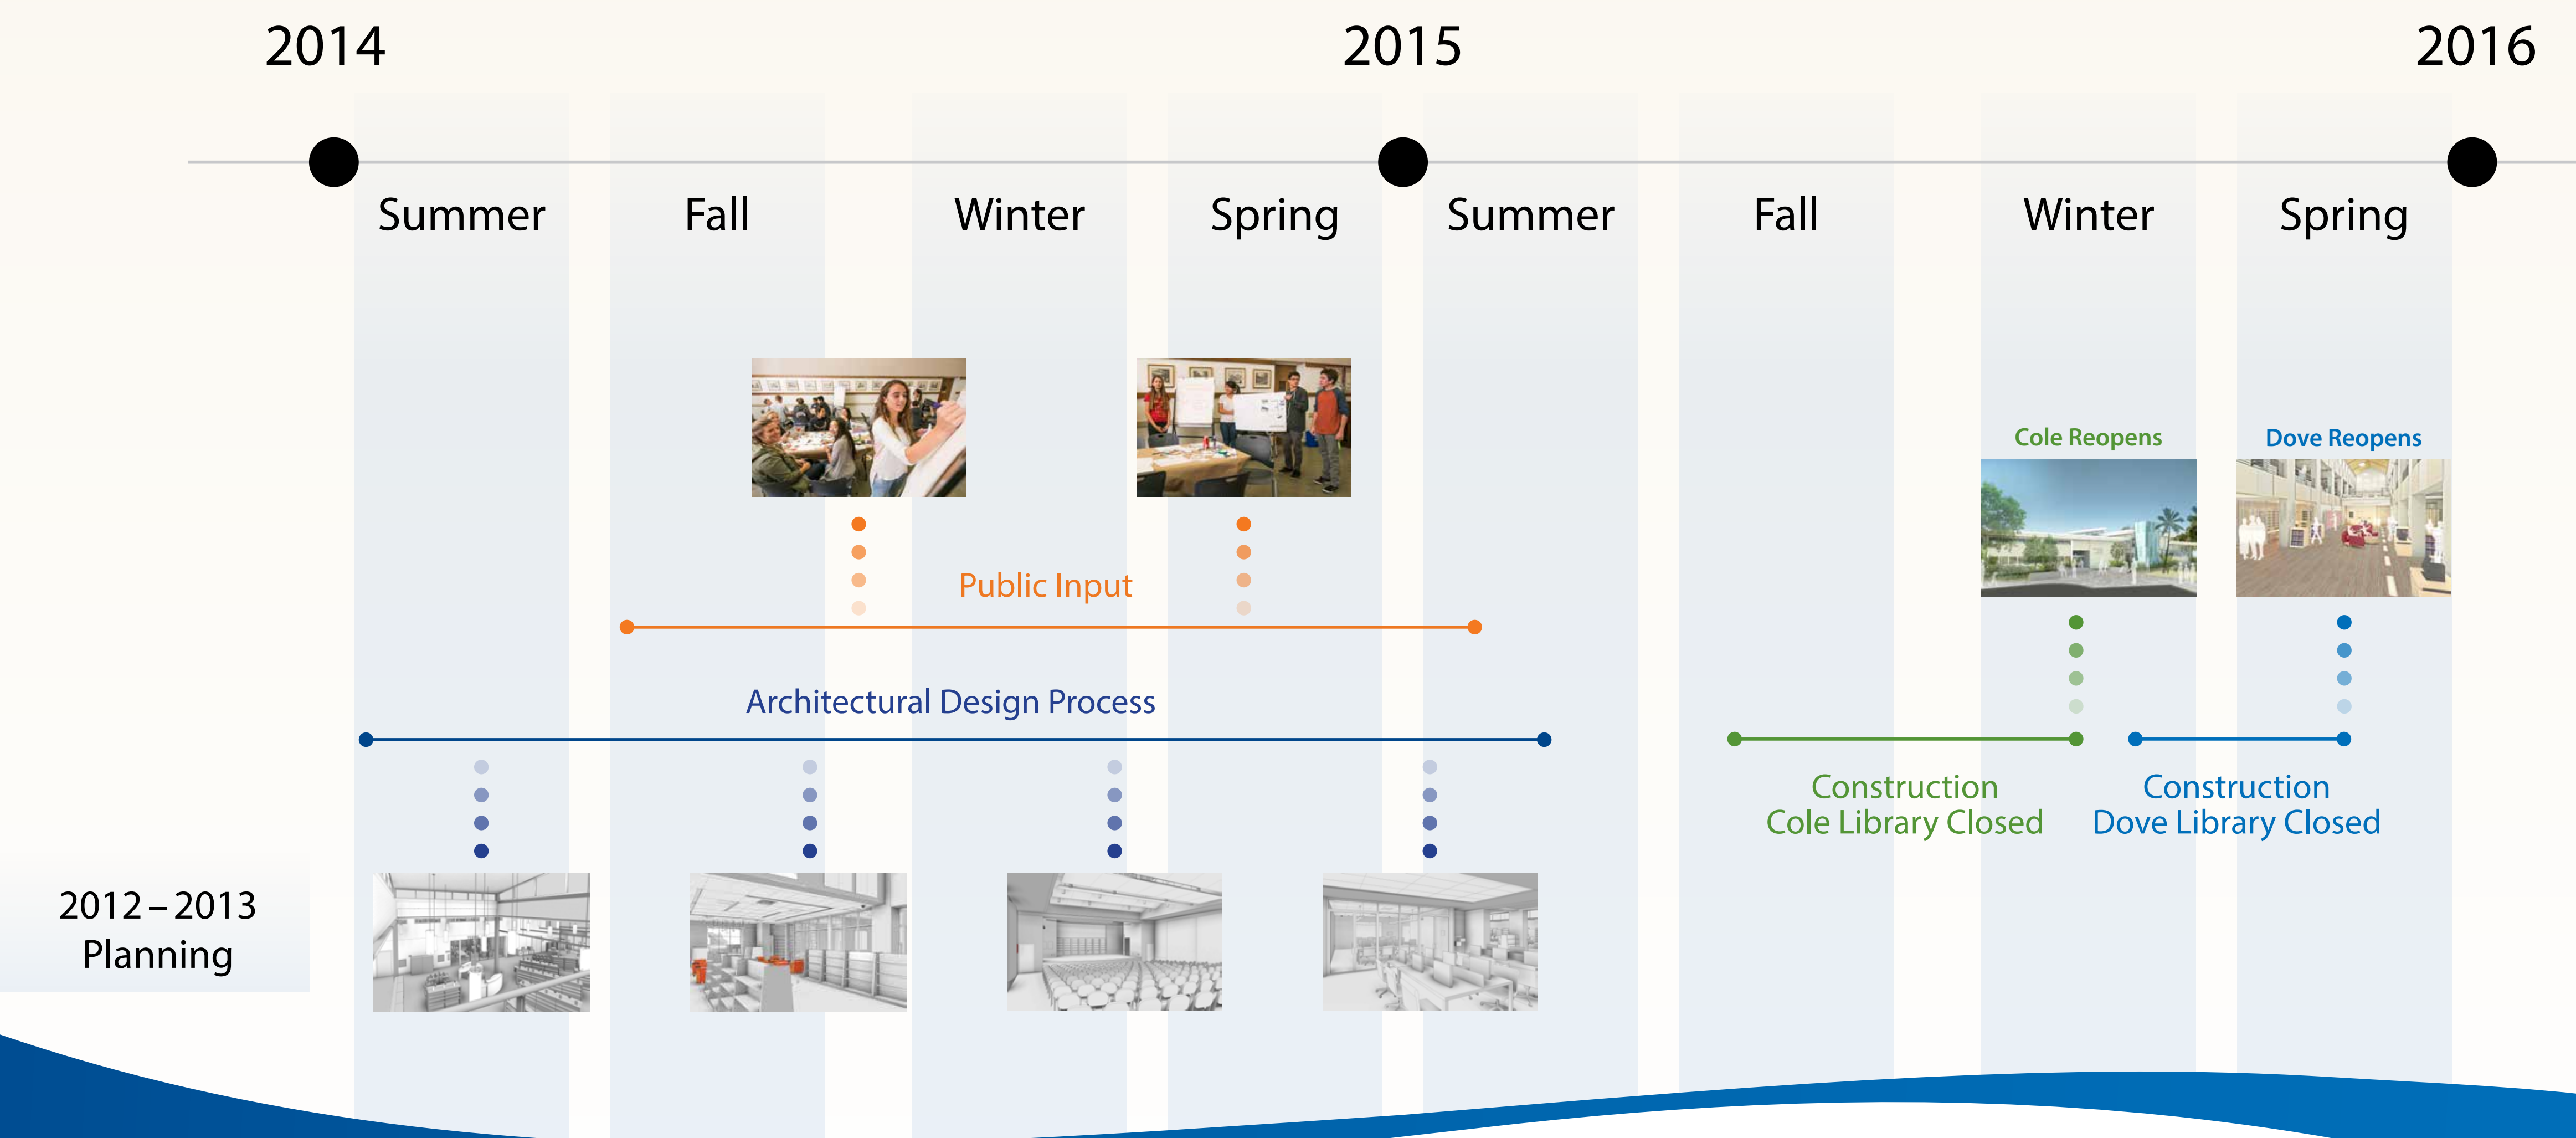 2014
2015
2016
Summer
Fall
Winter
Spring
Summer
Fall
Winter
Spring
Cole Reopens
Dove Reopens
Public Input
Architectural Design Process
Construction
Cole Library Closed
Construction
Dove Library Closed
2012 – 2013
Planning